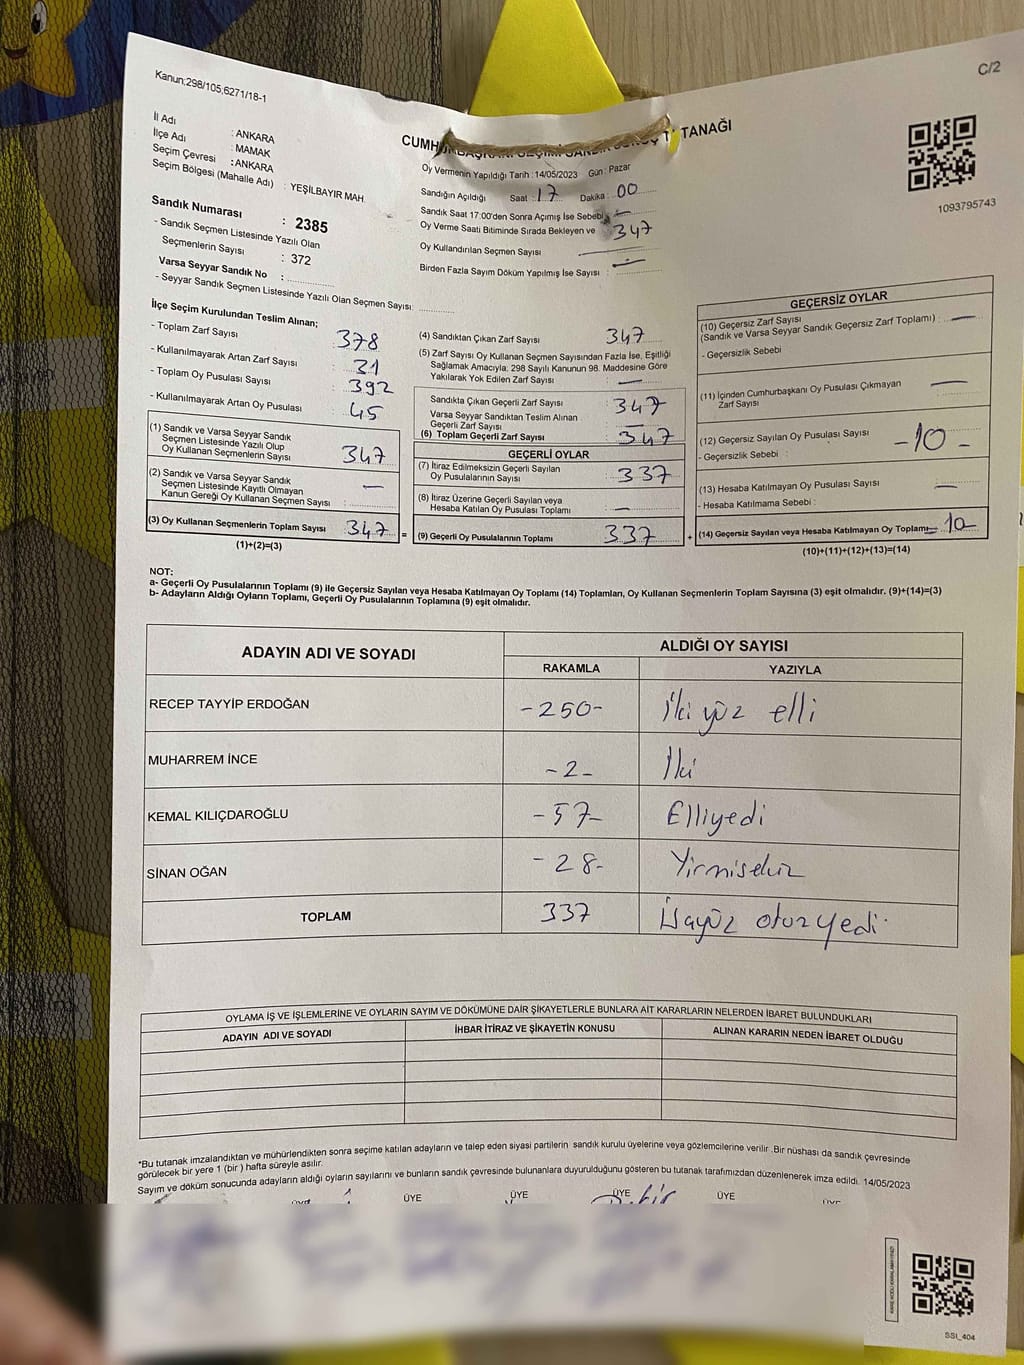 Kanun;298/105,6271/18-1
C/2
İl Adı : ANKARA
İlçe Adı : MAMAK
Seçim Çevresi : ANKARA
Seçim Bölgesi (Mahalle Adı) : YEŞİLBAYIR MAH.
Sandık Numarası : 2385
- Sandık Seçmen Listesinde Yazılı Olan
Seçmenlerin Sayısı : 372
Varsa Seyyar Sandık No :
- Seyyar Sandık Seçmen Listesinde Yazılı Olan Seçmen Sayısı:
TANAĞI
Oy Vermenin Yapıldığı Tarih : 14/05/2023 Gün : Pazar
Sandığın Açıldığı Saat : 17 Dakika : 00
Sandık Saat 17:00'den Sonra Açımış İse Sebebi : —
Oy Verme Saati Bitiminde Sırada Bekleyen ve
Oy Kullandırılan Seçmen Sayısı : 347
Birden Fazla Sayım Döküm Yapılmış İse Sayısı : —
1093795743
İlçe Seçim Kurulundan Teslim Alınan;
- Toplam Zarf Sayısı : 378
- Kullanılmayarak Artan Zarf Sayısı : 31
- Toplam Oy Pusulası Sayısı : 392
- Kullanılmayarak Artan Oy Pusulası : 45
(1) Sandık ve Varsa Seyyar Sandık
Seçmen Listesinde Yazılı Olup
Oy Kullanan Seçmenlerin Sayısı : 347
(2) Sandık ve Varsa Seyyar Sandık
Seçmen Listesinde Kayıtlı Olmayan
Kanun Gereği Oy Kullanan Seçmen Sayısı : —
(3) Oy Kullanan Seçmenlerin Toplam Sayısı : 347
(1)+(2)=(3)
(4) Sandıktan Çıkan Zarf Sayısı : 347
(5) Zarf Sayısı Oy Kullanan Seçmen Sayısından Fazla İse, Eşitliği
Sağlamak Amacıyla; 298 Sayılı Kanunun 98. Maddesine Göre
Yakılarak Yok Edilen Zarf Sayısı : —
Sandıkta Çıkan Geçerli Zarf Sayısı : 347
Varsa Seyyar Sandıktan Teslim Alınan
Geçerli Zarf Sayısı : —
(6) Toplam Geçerli Zarf Sayısı : 347
GEÇERLİ OYLAR
(7) İtiraz Edilmeksizin Geçerli Sayılan
Oy Pusulalarının Sayısı : 337
(8) İtiraz Üzerine Geçerli Sayılan veya
Hesaba Katılan Oy Pusulası Toplamı : —
= (9) Geçerli Oy Pusulalarının Toplamı : 337 +
GEÇERSİZ OYLAR
(10) Geçersiz Zarf Sayısı
(Sandık ve Varsa Seyyar Sandık Geçersiz Zarf Toplamı) : —
- Geçersizlik Sebebi
(11) İçinden Cumhurbaşkanı Oy Pusulası Çıkmayan
Zarf Sayısı —
(12) Geçersiz Sayılan Oy Pusulası Sayısı -10-
- Geçersizlik Sebebi :
(13) Hesaba Katılmayan Oy Pusulası Sayısı —
- Hesaba Katılmama Sebebi :
(14) Geçersiz Sayılan veya Hesaba Katılmayan Oy Toplamı 10
(10)+(11)+(12)+(13)=(14)
NOT:
a- Geçerli Oy Pusulalarının Toplamı (9) ile Geçersiz Sayılan veya Hesaba Katılmayan Oy Toplamı (14) Toplamları, Oy Kullanan Seçmenlerin Toplam Sayısına (3) eşit olmalıdır. (9)+(14)=(3)
b- Adayların Aldığı Oyların Toplamı, Geçerli Oy Pusulalarının Toplamına (9) eşit olmalıdır.
ADAYIN ADI VE SOYADI ALDIĞI OY SAYISI
RAKAMLA YAZIYLA
RECEP TAYYİP ERDOĞAN -250- İki yüz elli
MUHARREM İNCE -2- İki
KEMAL KILIÇDAROĞLU -57- Elliyedi
SİNAN OĞAN -28-
TOPLAM 337
OYLAMA İŞ VE İŞLEMLERİNE VE OYLARIN SAYIM VE DÖKÜMÜNE DAİR ŞİKAYETLERLE BUNLARA AİT KARARLARIN NELERDEN İBARET BULUNDUKLARI
ADAYIN ADI VE SOYADI İHBAR İTİRAZ VE ŞİKAYETİN KONUSU ALINAN KARARIN NEDEN İBARET OLDUĞU
*Bu tutanak imzalandıktan ve mühürlendikten sonra seçime katılan adayların ve talep eden siyasi partilerin sandık kurulu üyelerine veya gözlemcilerine verilir .Bir nüshası da sandık çevresinde
görülecek bir yere 1 (bir ) hafta süreyle asılır.
Sayım ve döküm sonucunda adayların aldığı oyların sayılarını ve bunların sandık çevresinde bulunanlara duyurulduğunu gösteren bu tutanak tarafımızdan düzenlenerek imza edildi. 14/05/2023
ÜYE ÜYE ÜYE ÜYE
SSI_404